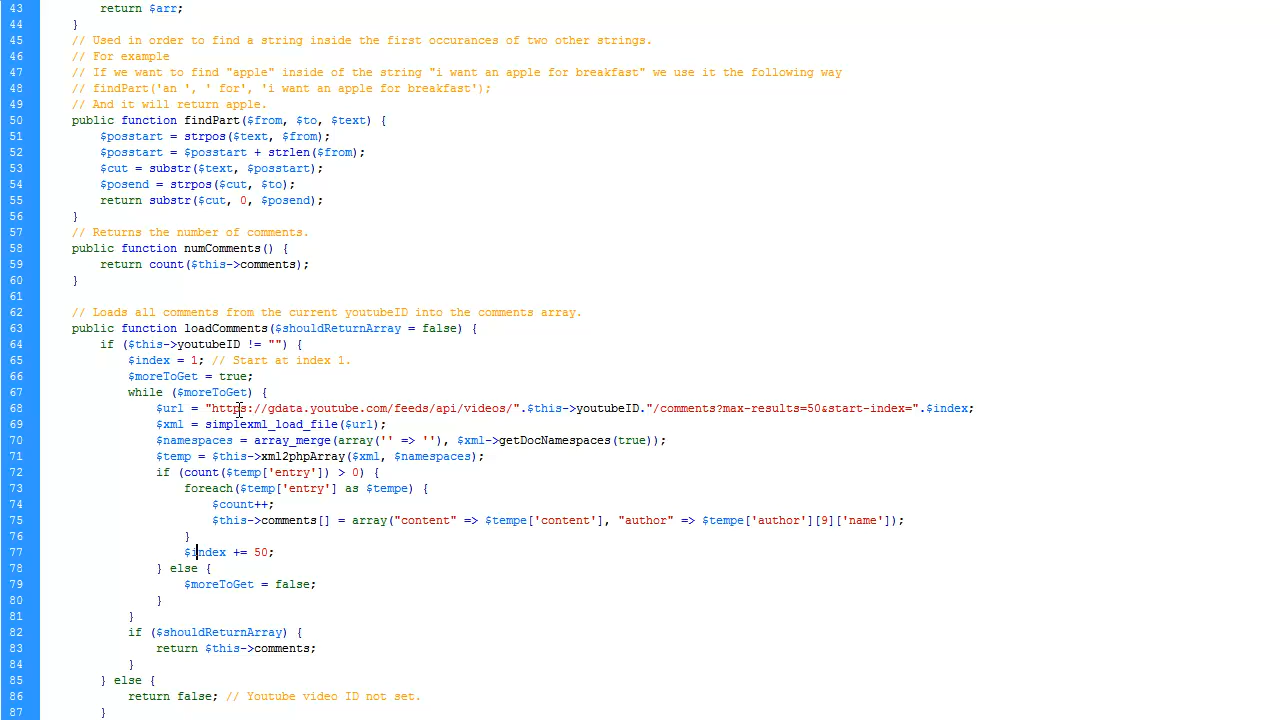 43 return $arr;
44 }
45 // Used in order to find a string inside the first occurances of two other strings.
46 // For example
47 // If we want to find "apple" inside of the string "i want an apple for breakfast" we use it the following way
48 // findPart('an ', ' for', 'i want an apple for breakfast');
49 // And it will return apple.
50 public function findPart($from, $to, $text) {
51 $posstart = strpos($text, $from);
52 $posstart = $posstart + strlen($from);
53 $cut = substr($text, $posstart);
54 $posend = strpos($cut, $to);
55 return substr($cut, 0, $posend);
56 }
57 // Returns the number of comments.
58 public function numComments() {
59 return count($this->comments);
60 }
61
62 // Loads all comments from the current youtubeID into the comments array.
63 public function loadComments($shouldReturnArray = false) {
64 if ($this->youtubeID != "") {
65 $index = 1; // Start at index 1.
66 $moreToGet = true;
67 while ($moreToGet) {
68 $url = "https://gdata.youtube.com/feeds/api/videos/".$this->youtubeID."/comments?max-results=50&start-index=".$index;
69 $xml = simplexml_load_file($url);
70 $namespaces = array_merge(array('' => ''), $xml->getDocNamespaces(true));
71 $temp = $this->xml2phpArray($xml, $namespaces);
72 if (count($temp['entry']) > 0) {
73 foreach($temp['entry'] as $tempe) {
74 $count++;
75 $this->comments[] = array("content" => $tempe['content'], "author" => $tempe['author'][9]['name']);
76 }
77 $index += 50;
78 } else {
79 $moreToGet = false;
80 }
81 }
82 if ($shouldReturnArray) {
83 return $this->comments;
84 }
85 } else {
86 return false; // Youtube video ID not set.
87 }